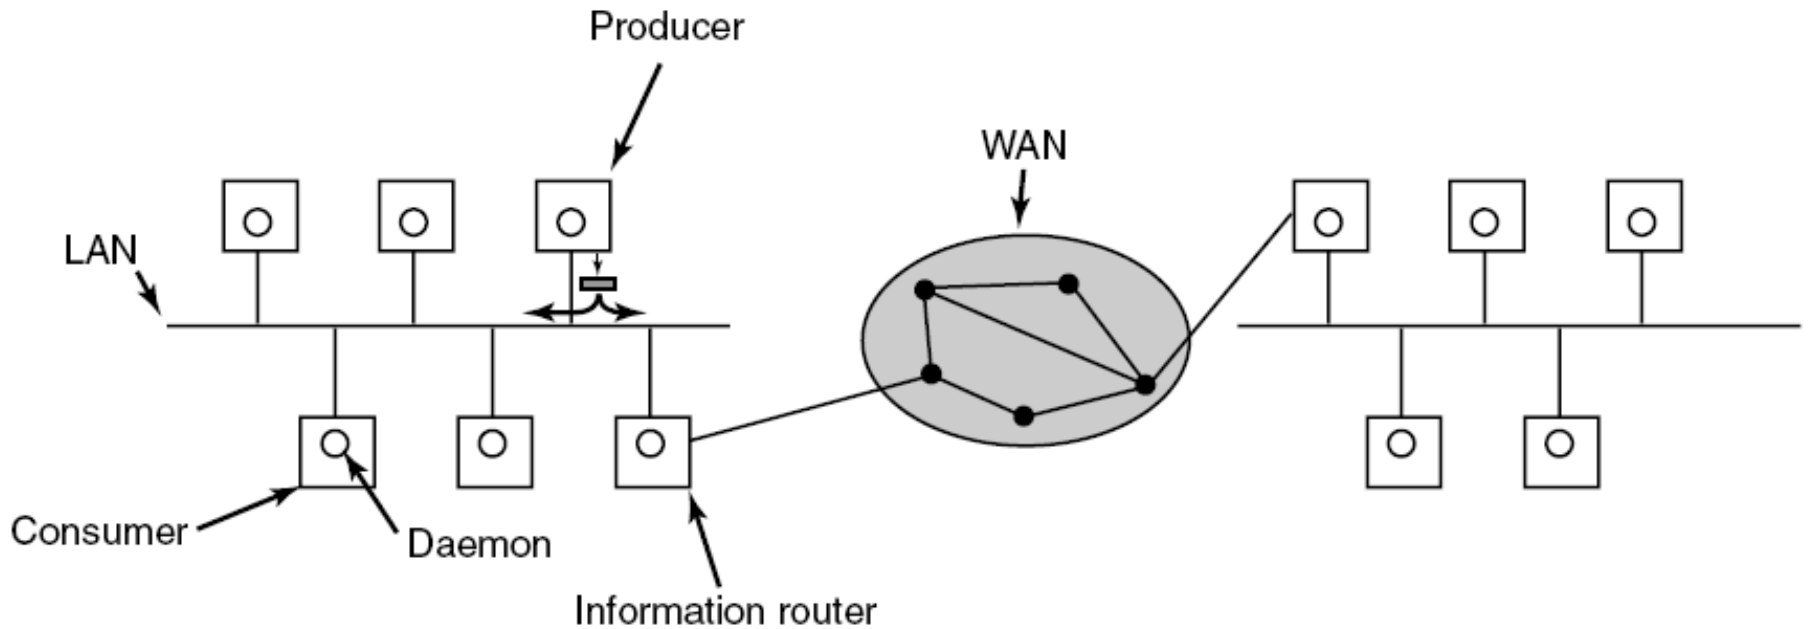 Producer
WAN
LAN
Consumer
Daemon
Information router